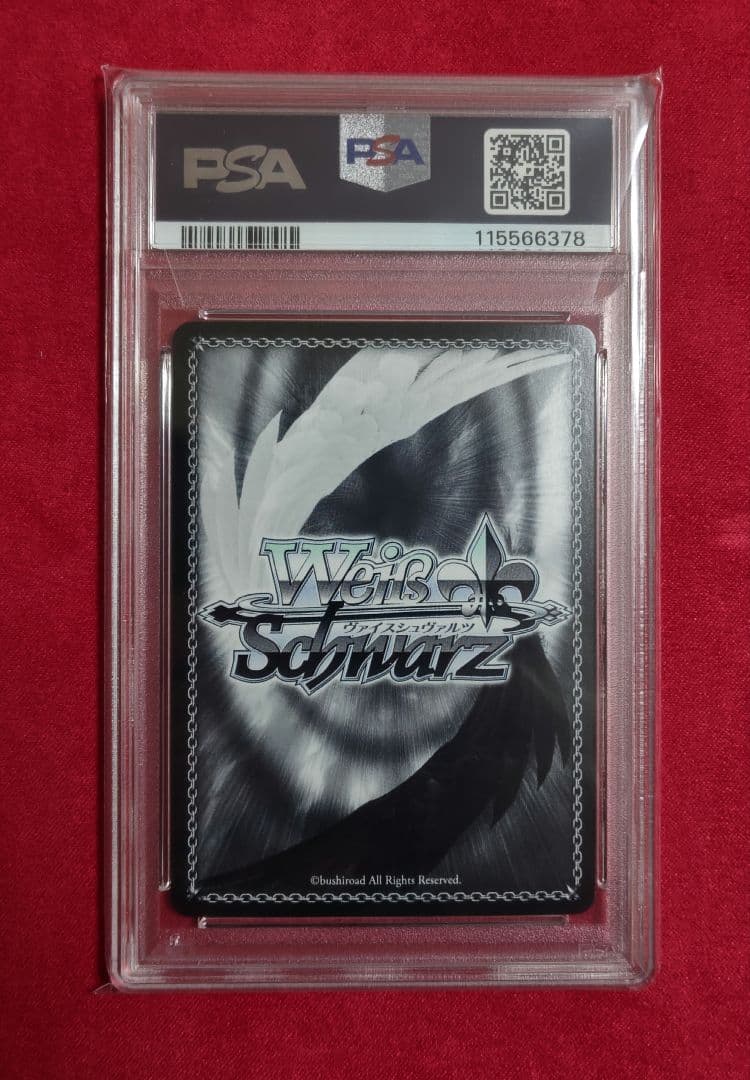 PSA
PSA
115566378
Weiß
ヴァイスシュヴァルツ
Schwarz
©bushiroad All Rights Reserved.